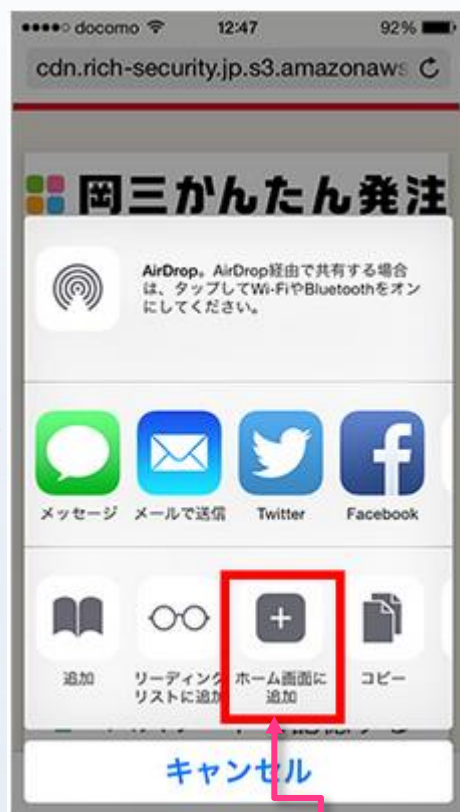 docomo 12:47 92%
cdn.rich-security.jp.s3.amazonaws
岡三かんたん発注
AirDrop。AirDrop経由で共有する場合
は、タップしてWi-FiやBluetoothをオン
にしてください。
メッセージ メールで送信 Twitter Facebook
追加 リーディング ホーム画面に コピー
リストに追加 追加
キャンセル